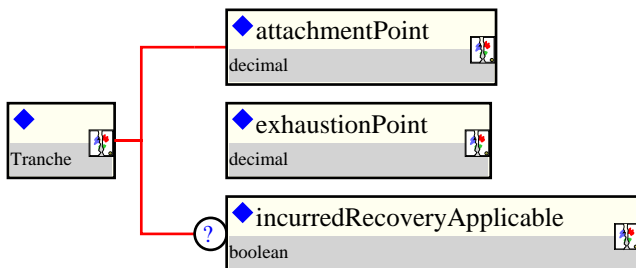 attachmentPoint
decimal
Tranche
exhaustionPoint
decimal
?
incurredRecoveryApplicable
boolean